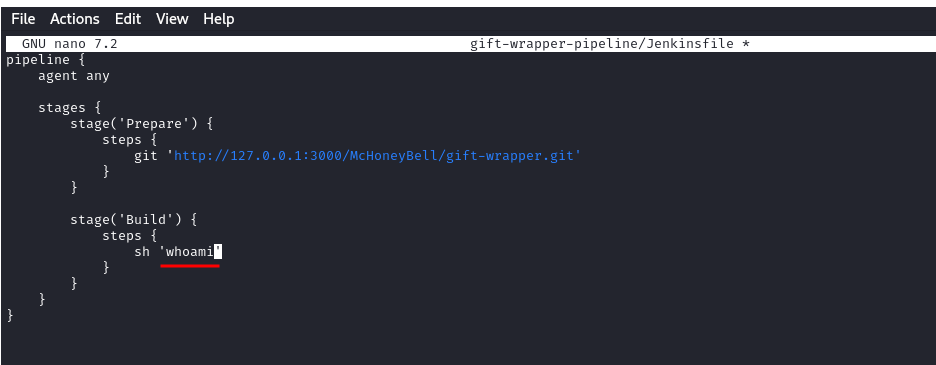 File Actions Edit View Help
GNU nano 7.2 gift-wrapper-pipeline/Jenkinsfile *
pipeline {
    agent any
    stages {
        stage('Prepare') {
            steps {
                git 'http://127.0.0.1:3000/McHoneyBell/gift-wrapper.git'
            }
        }
        stage('Build') {
            steps {
                sh 'whoami'
            }
        }
    }
}